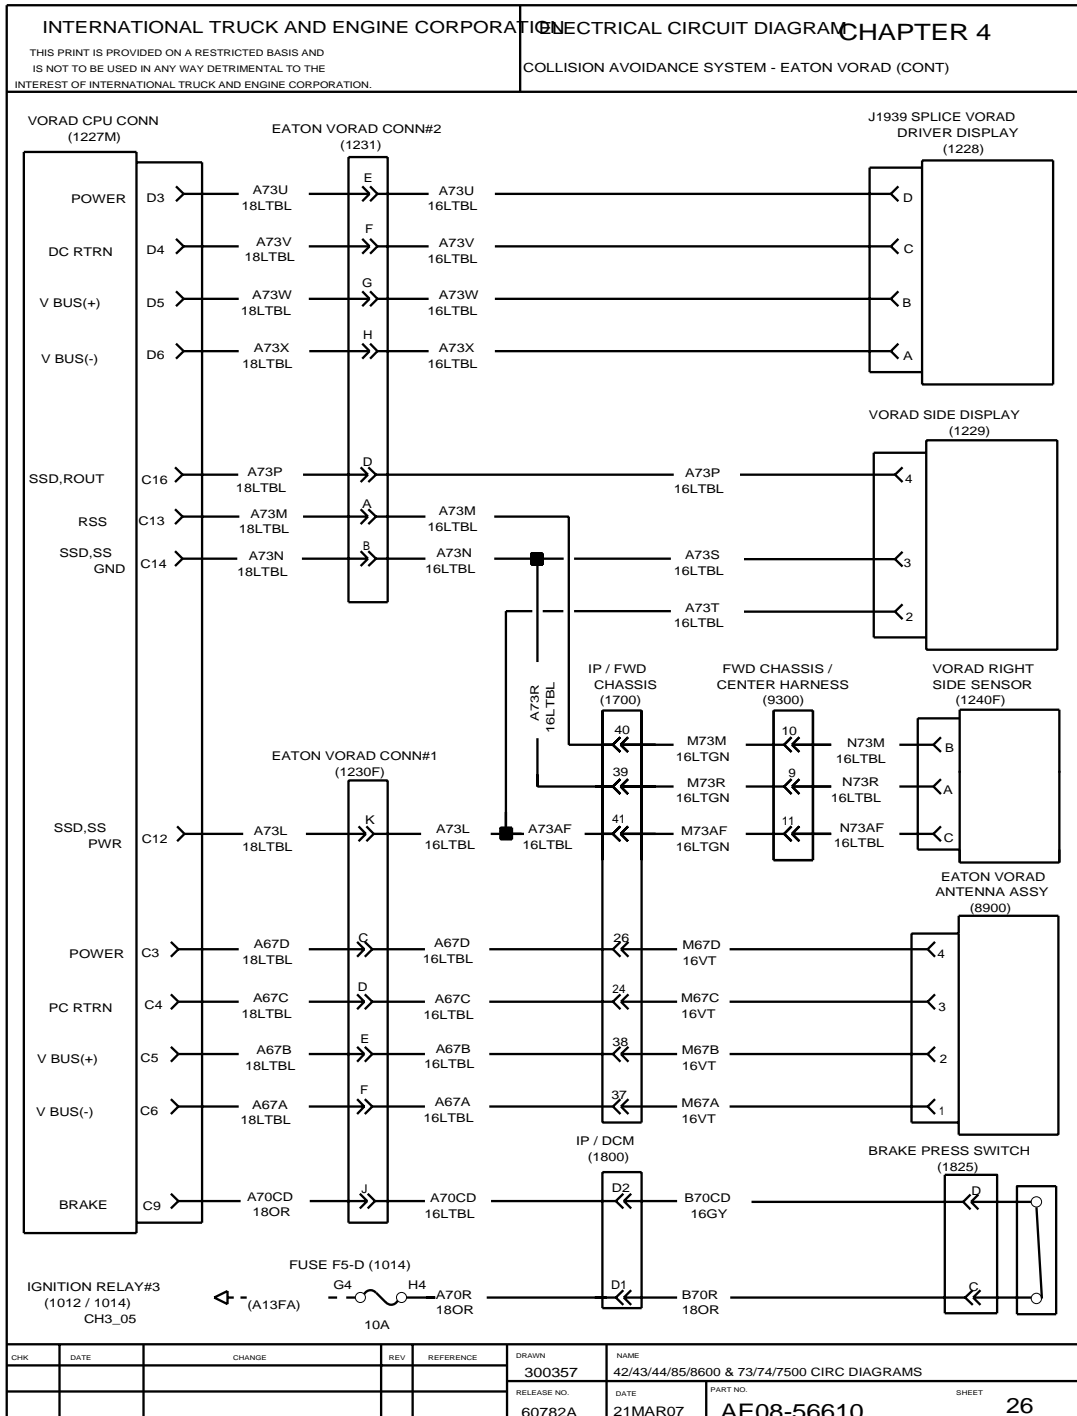 INTERNATIONAL TRUCK AND ENGINE CORPORATION
ELECTRICAL CIRCUIT DIAGRAM
CHAPTER 4
THIS PRINT IS PROVIDED ON A RESTRICTED BASIS AND
IS NOT TO BE USED IN ANY WAY DETRIMENTAL TO THE
INTEREST OF INTERNATIONAL TRUCK AND ENGINE CORPORATION.
COLLISION AVOIDANCE SYSTEM - EATON VORAD (CONT)
VORAD CPU CONN
(1227M)
EATON VORAD CONN#2
(1231)
J1939 SPLICE VORAD
DRIVER DISPLAY
(1228)
POWER D3 A73U E A73U D
18LTBL 16LTBL
DC RTRN D4 A73V F A73V C
18LTBL 16LTBL
V BUS(+) D5 A73W G A73W B
18LTBL 16LTBL
V BUS(-) D6 A73X H A73X A
18LTBL 16LTBL
VORAD SIDE DISPLAY
(1229)
SSD,ROUT C16 A73P D A73P 4
18LTBL 16LTBL
RSS C13 A73M A A73M
18LTBL 16LTBL
SSD,SS
GND C14 A73N B A73N A73S 3
18LTBL 16LTBL 16LTBL
A73T 2
16LTBL
A73R
16LTBL
IP / FWD
CHASSIS
(1700)
FWD CHASSIS /
CENTER HARNESS
(9300)
VORAD RIGHT
SIDE SENSOR
(1240F)
40 M73M 10 N73M B
16LTGN 16LTBL
39 M73R 9 N73R A
16LTGN 16LTBL
EATON VORAD CONN#1
(1230F)
SSD,SS
PWR C12 A73L K A73L A73AF 41 M73AF 11 N73AF C
18LTBL 16LTBL 16LTBL 16LTGN 16LTBL
EATON VORAD
ANTENNA ASSY
(8900)
POWER C3 A67D C A67D 26 M67D 4
18LTBL 16LTBL 16VT
PC RTRN C4 A67C D A67C 24 M67C 3
18LTBL 16LTBL 16VT
V BUS(+) C5 A67B E A67B 38 M67B 2
18LTBL 16LTBL 16VT
V BUS(-) C6 A67A F A67A 37 M67A 1
18LTBL 16LTBL 16VT
IP / DCM
(1800)
BRAKE PRESS SWITCH
(1825)
BRAKE C9 A70CD J A70CD D2 B70CD D
18OR 16LTBL 16GY
FUSE F5-D (1014)
IGNITION RELAY#3
(1012 / 1014)
CH3_05
(A13FA) G4 H4 A70R D1 B70R C
10A 18OR 18OR
CHK DATE CHANGE REV REFERENCE
DRAWN
300357
NAME
42/43/44/85/8600 & 73/74/7500 CIRC DIAGRAMS
RELEASE NO.
60782A
DATE
21MAR07
PART NO.
AE08-56610
SHEET
26